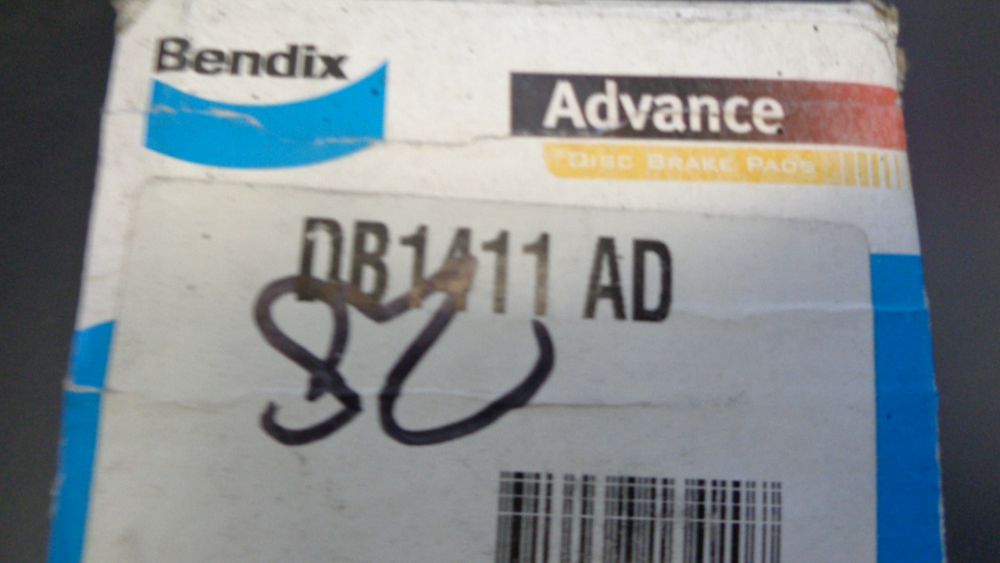 Bendix
Advance
DISC BRAKE PADS
DB1411 AD
80